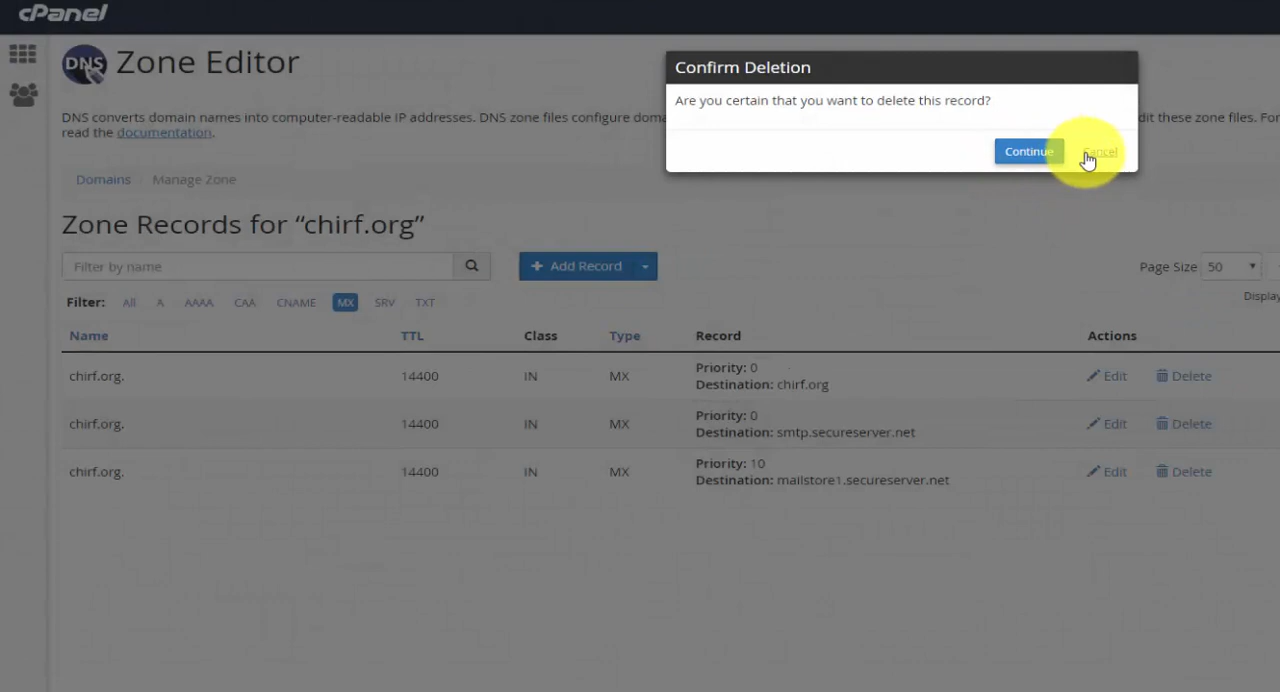 cPanel
DNS
Zone Editor
Confirm Deletion
Are you certain that you want to delete this record?
Continue
Cancel
DNS converts domain names into computer-readable IP addresses. DNS zone files configure doma
dit these zone files. For
read the documentation.
Domains Manage Zone
Zone Records for “chirf.org”
Filter by name
+ Add Record
Page Size 50
Filter: All A AAAA CAA CNAME MX SRV TXT
Display
Name TTL Class Type Record Actions
chirf.org. 14400 IN MX Priority: 0 Edit Delete
Destination: chirf.org
chirf.org. 14400 IN MX Priority: 0 Edit Delete
Destination: smtp.secureserver.net
chirf.org. 14400 IN MX Priority: 10 Edit Delete
Destination: mailstore1.secureserver.net